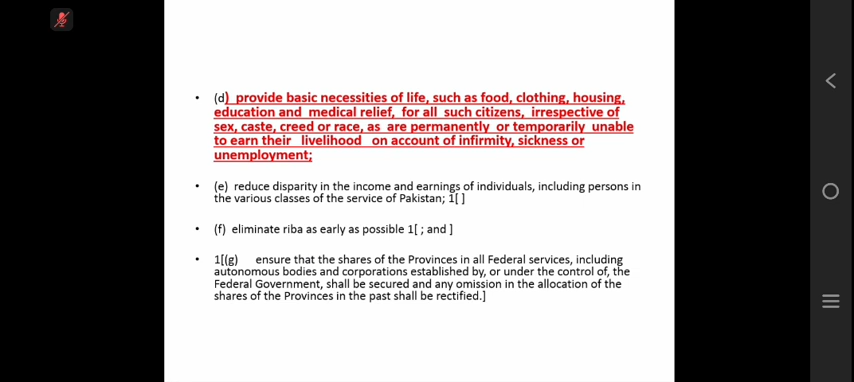 • (d) provide basic necessities of life, such as food, clothing, housing,
education and medical relief, for all such citizens, irrespective of
sex, caste, creed or race, as are permanently or temporarily unable
to earn their livelihood on account of infirmity, sickness or
unemployment;
• (e) reduce disparity in the income and earnings of individuals, including persons in
the various classes of the service of Pakistan; 1[ ]
• (f) eliminate riba as early as possible 1[ ; and ]
• 1[(g) ensure that the shares of the Provinces in all Federal services, including
autonomous bodies and corporations established by, or under the control of, the
Federal Government, shall be secured and any omission in the allocation of the
shares of the Provinces in the past shall be rectified.]